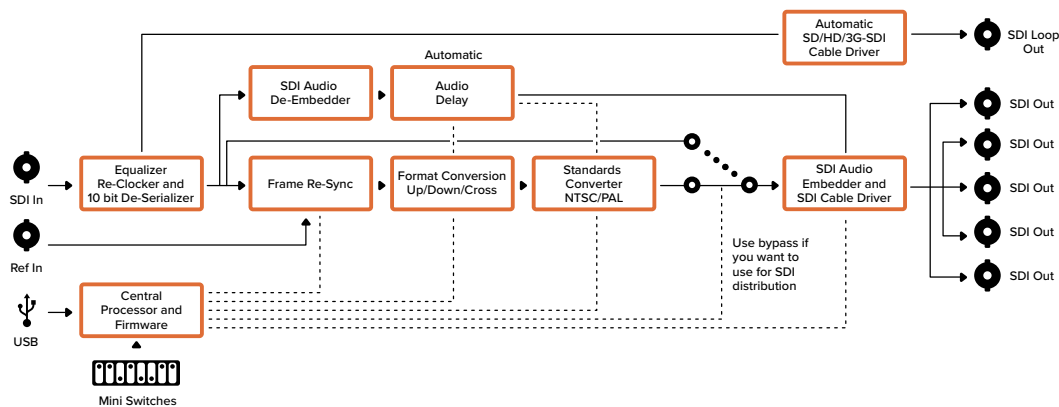 Automatic
SD/HD/3G-SDI
Cable Driver
SDI Loop
Out
Automatic
SDI Audio
De-Embedder
Audio
Delay
SDI Out
SDI Out
SDI In
Equalizer
Re-Clocker and
10 bit De-Serializer
Frame Re-Sync
Format Conversion
Up/Down/Cross
Standards
Converter
NTSC/PAL
SDI Audio
Embedder and
SDI Cable Driver
SDI Out
Ref In
Use bypass if
you want to
use for SDI
distribution
SDI Out
SDI Out
USB
Central
Processor and
Firmware
Mini Switches